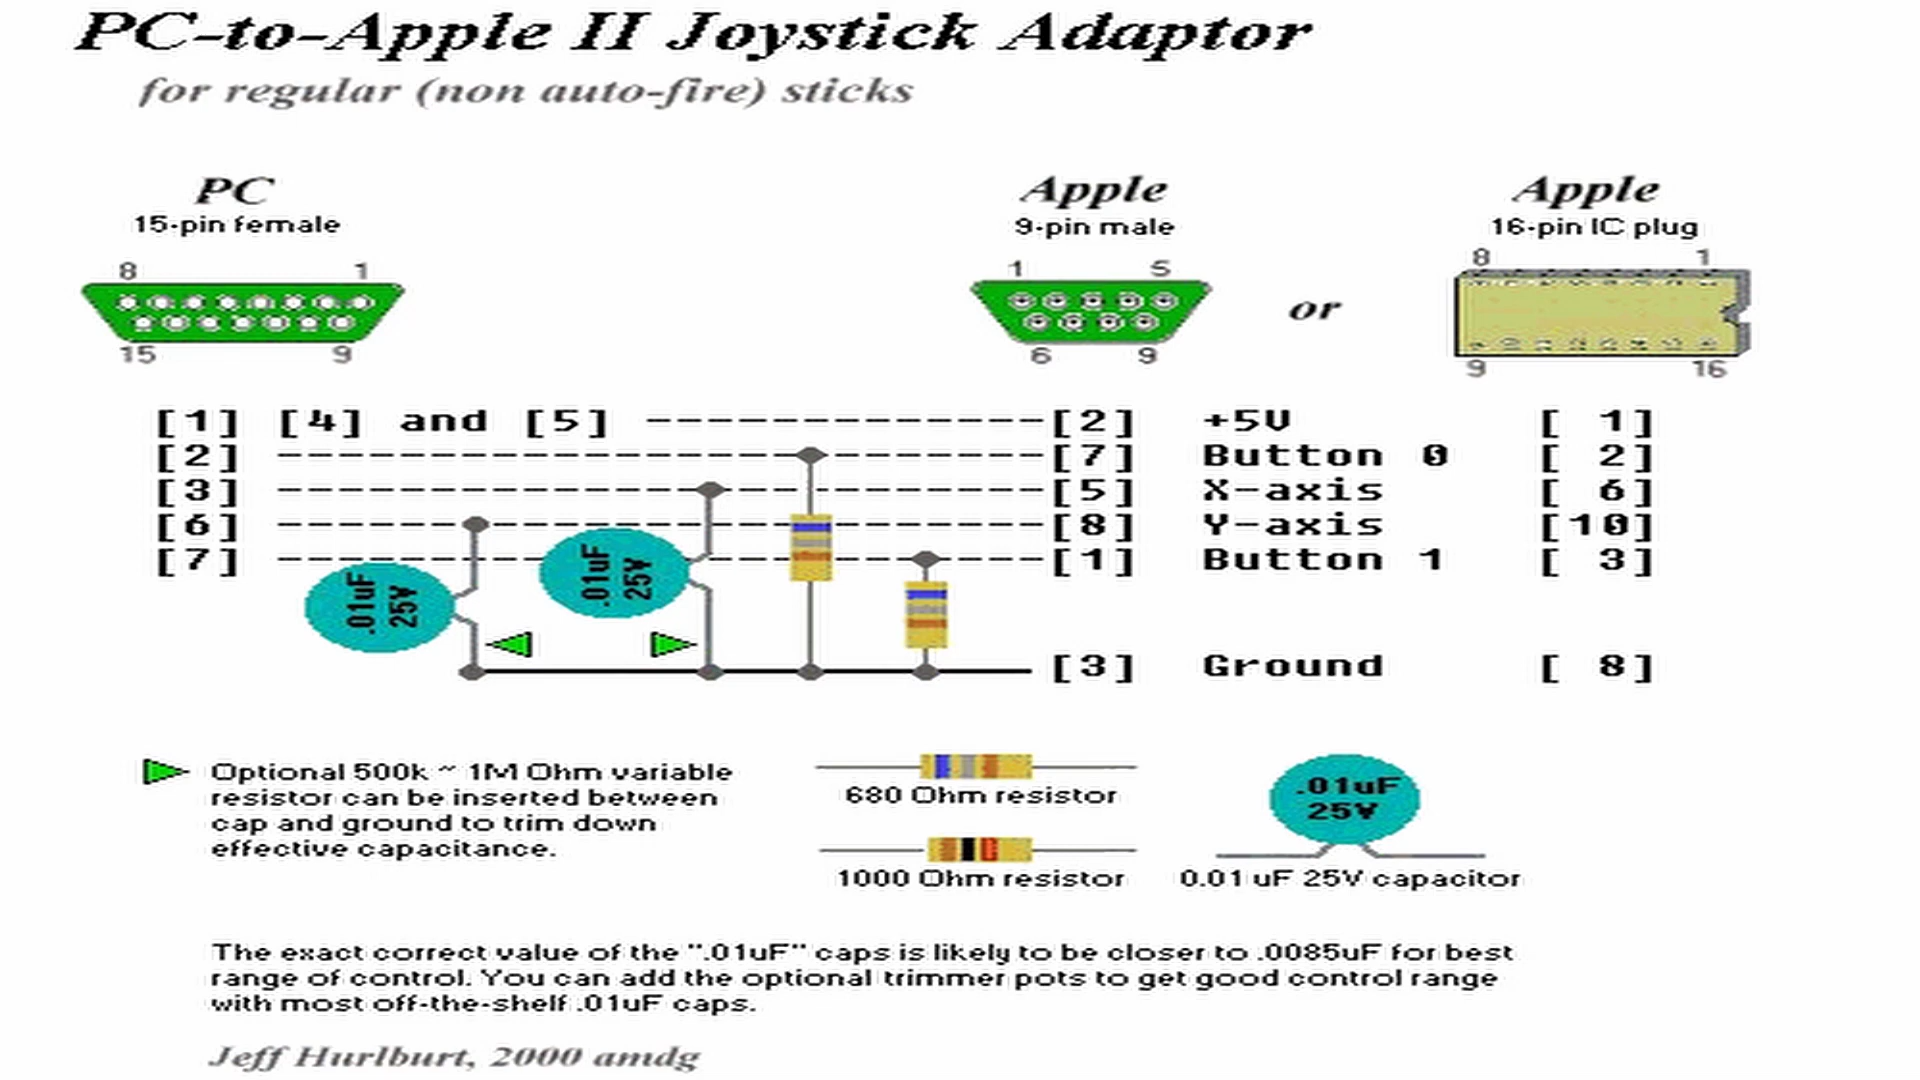 PC-to-Apple II Joystick Adaptor
for regular (non auto-fire) sticks
PC
15-pin female
8 1
15 9
Apple
9-pin male
1 5
6 9
or
Apple
16-pin IC plug
8 1
9 16
[1] [4] and [5] [2] +5V [ 1]
[2] [7] Button 0 [ 2]
[3] [5] X-axis [ 6]
[6] [8] Y-axis [10]
[7] [1] Button 1 [ 3]
.01uF
25V
.01uF
25V
[3] Ground [ 8]
Optional 500k ~ 1M Ohm variable
resistor can be inserted between
cap and ground to trim down
effective capacitance.
680 Ohm resistor
1000 Ohm resistor
.01uF
25V
0.01 uF 25V capacitor
The exact correct value of the ".01uF" caps is likely to be closer to .0085uF for best
range of control. You can add the optional trimmer pots to get good control range
with most off-the-shelf .01uF caps.
Jeff Hurlburt, 2000 amdg